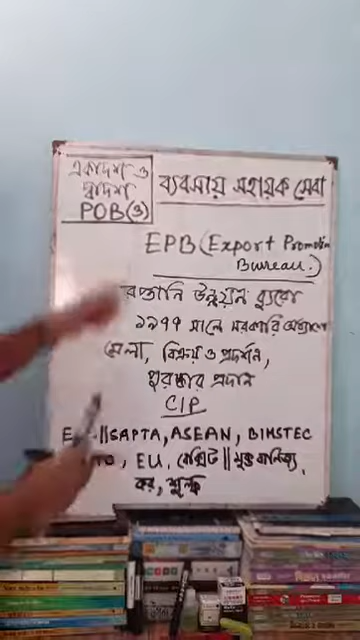 একাদশ ও
দ্বাদশ
POB(৩)
ব্যবসায় সহায়ক সেবা
EPB (Export Promotion
Bureau.)
রপ্তানি উন্নয়ন ব্যুরো
১৯৭৭ সালে সরকারি
মেলা, বিক্রয় ও প্রদর্শন,
পুরস্কার প্রদান
CIP
SAPTA, ASEAN, BIMSTEC
EU, মুক্ত বানিজ্য,
কর, শুল্ক